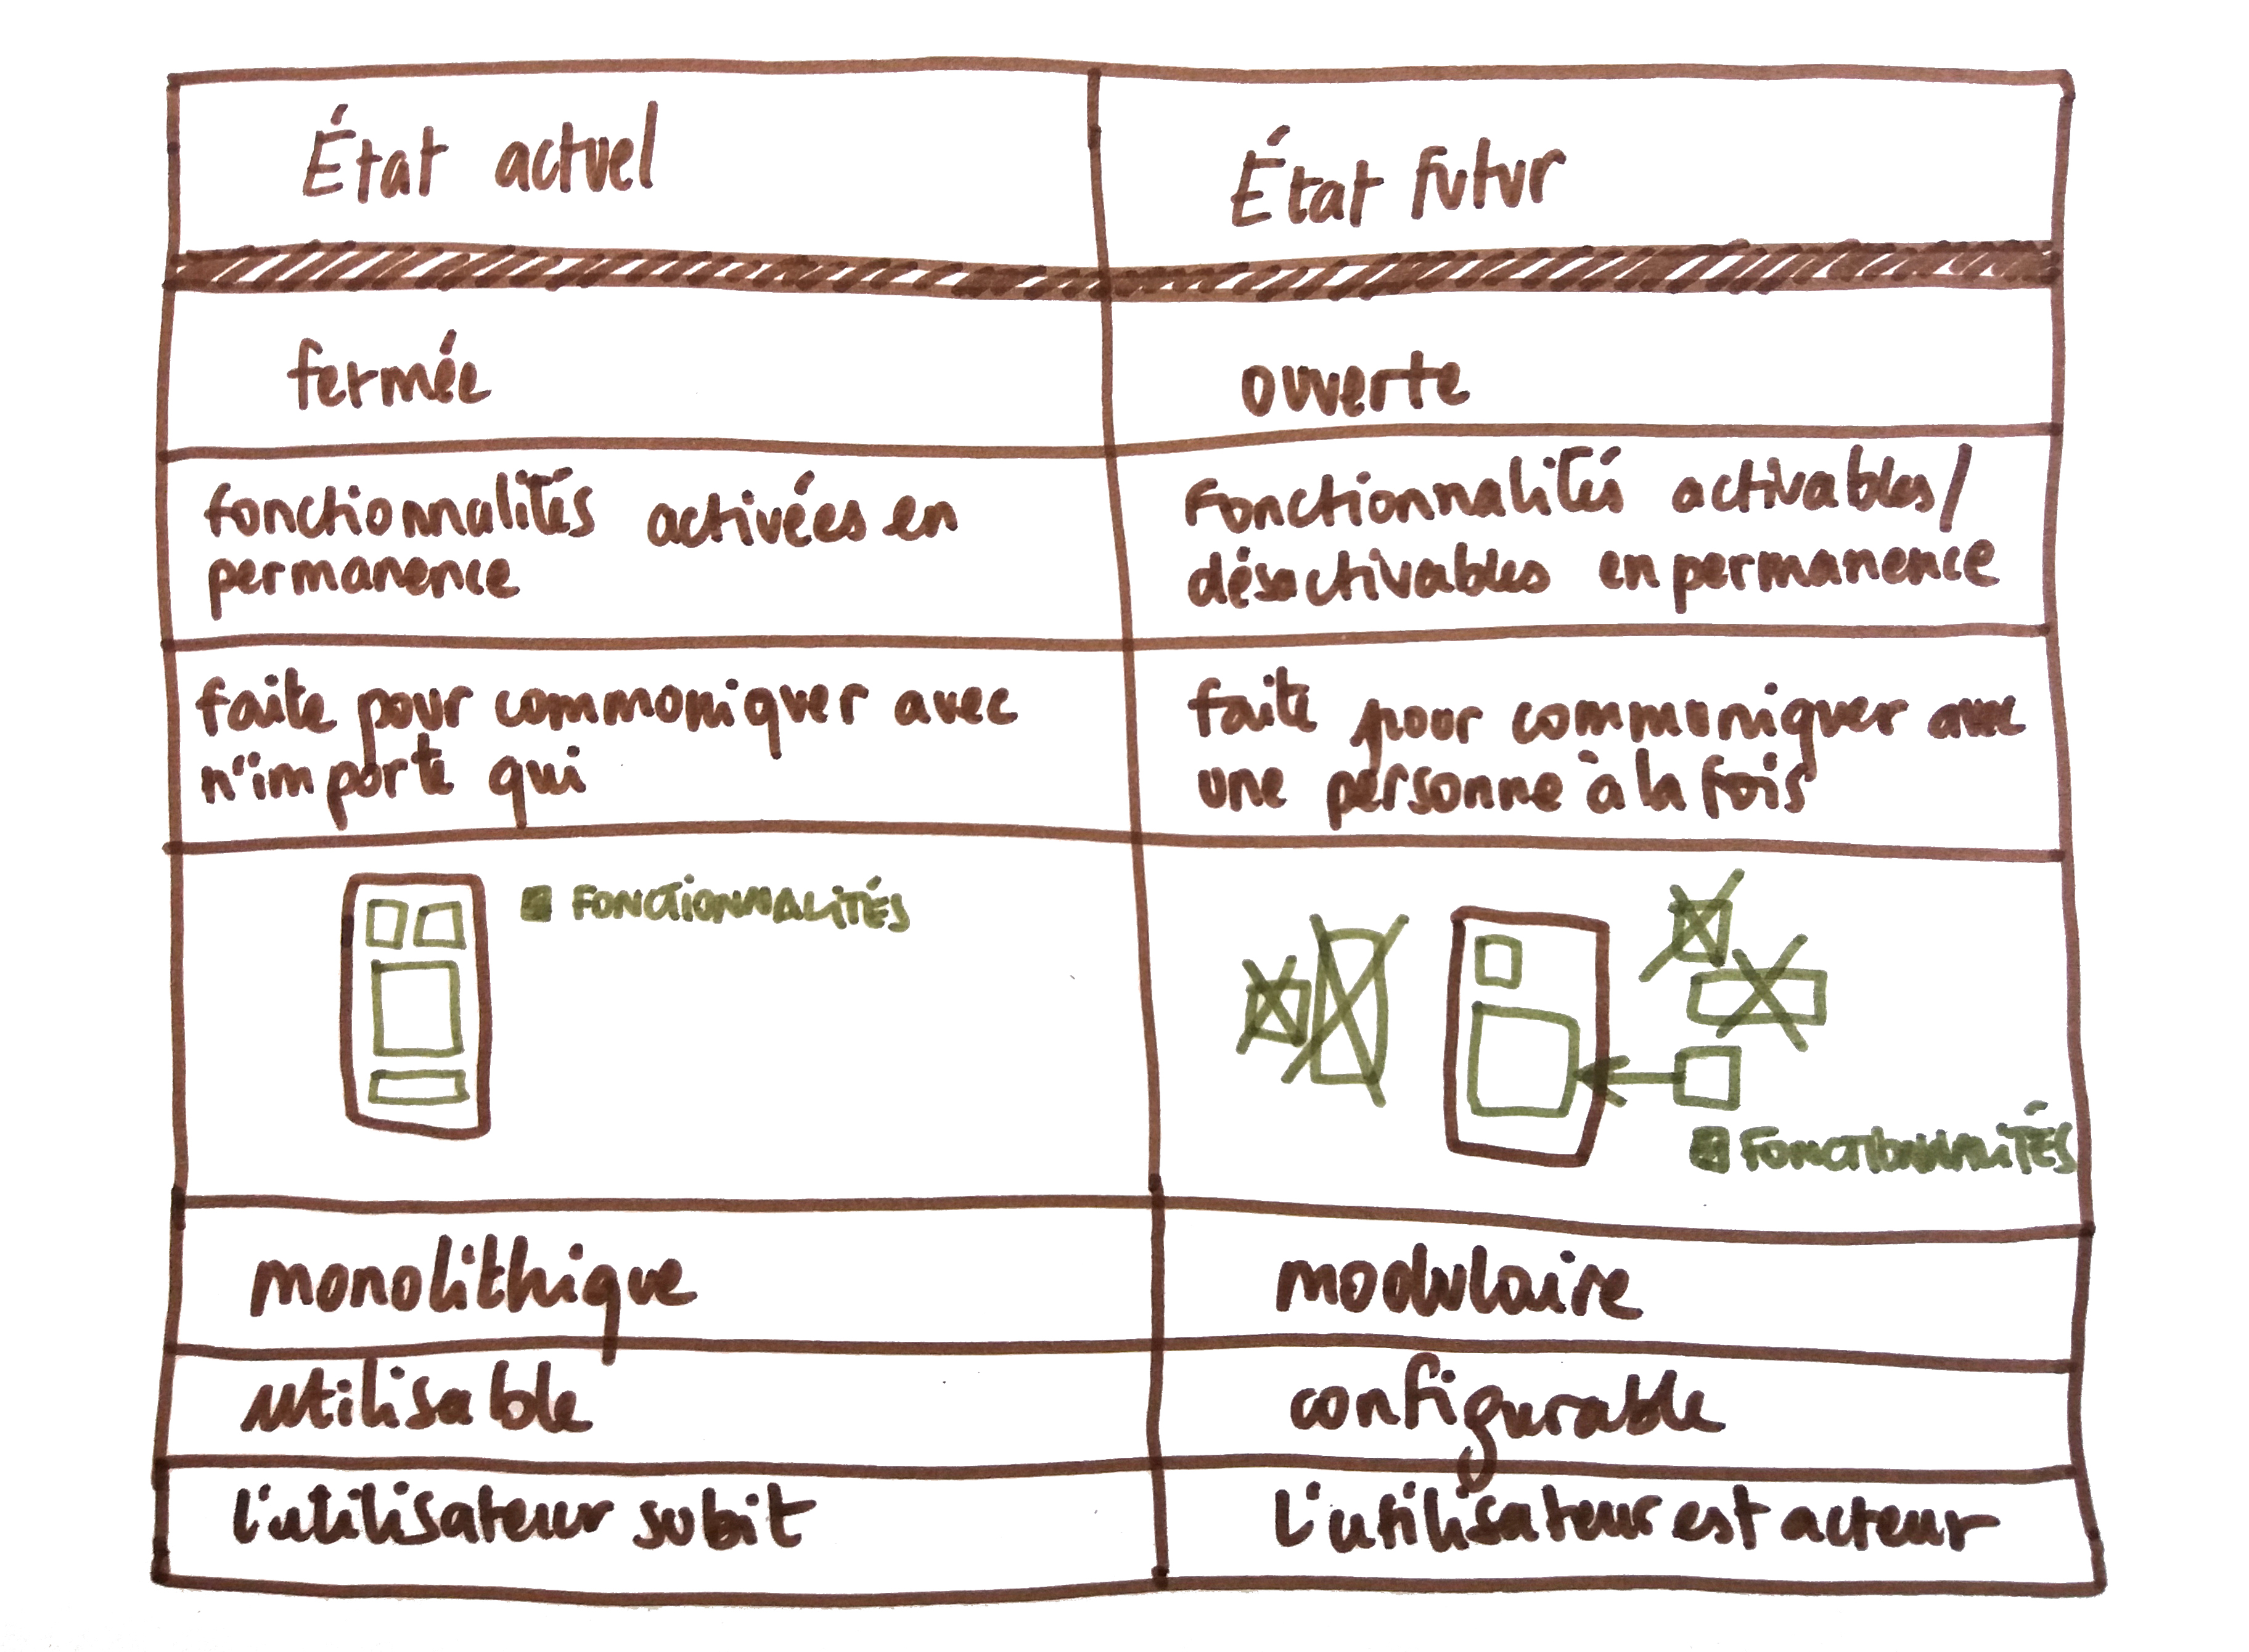 État actuel
État futur
fermée
ouverte
fonctionnalités activées en
permanence
Fonctionnalités activables/
désactivables en permanence
faite pour communiquer avec
n'importe qui
faite pour communiquer avec
une personne à la fois
FONCTIONNALITÉS
FONCTIONNALITÉS
monolithique
modulaire
utilisable
configurable
l'utilisateur subit
l'utilisateur est acteur